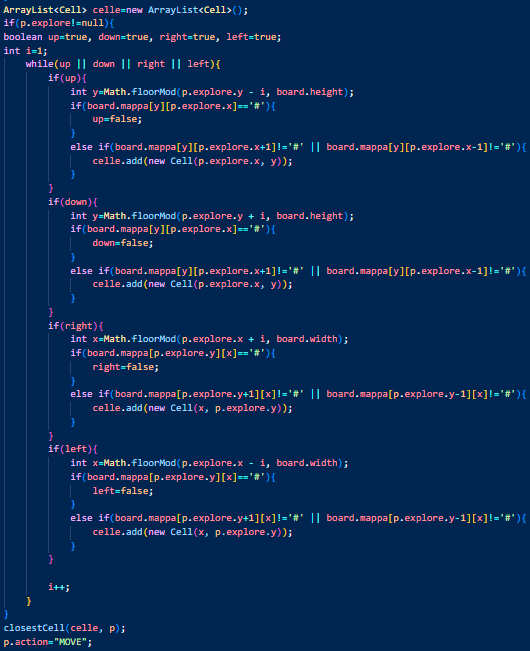 ArrayList<Cell> celle=new ArrayList<Cell>();
if(p.explore!=null){
boolean up=true, down=true, right=true, left=true;
int i=1;
    while(up || down || right || left){
        if(up){
            int y=Math.floorMod(p.explore.y - i, board.height);
            if(board.mappa[y][p.explore.x]=='#'){
                up=false;
            }
            else if(board.mappa[y][p.explore.x+1]!='#' || board.mappa[y][p.explore.x-1]!='#'){
                celle.add(new Cell(p.explore.x, y));
            }
        }
        if(down){
            int y=Math.floorMod(p.explore.y + i, board.height);
            if(board.mappa[y][p.explore.x]=='#'){
                down=false;
            }
            else if(board.mappa[y][p.explore.x+1]!='#' || board.mappa[y][p.explore.x-1]!='#'){
                celle.add(new Cell(p.explore.x, y));
            }
        }
        if(right){
            int x=Math.floorMod(p.explore.x + i, board.width);
            if(board.mappa[p.explore.y][x]=='#'){
                right=false;
            }
            else if(board.mappa[p.explore.y+1][x]!='#' || board.mappa[p.explore.y-1][x]!='#'){
                celle.add(new Cell(x, p.explore.y));
            }
        }
        if(left){
            int x=Math.floorMod(p.explore.x - i, board.width);
            if(board.mappa[p.explore.y][x]=='#'){
                left=false;
            }
            else if(board.mappa[p.explore.y+1][x]!='#' || board.mappa[p.explore.y-1][x]!='#'){
                celle.add(new Cell(x, p.explore.y));
            }
        }

        i++;
    }
}
closestCell(celle, p);
p.action="MOVE";